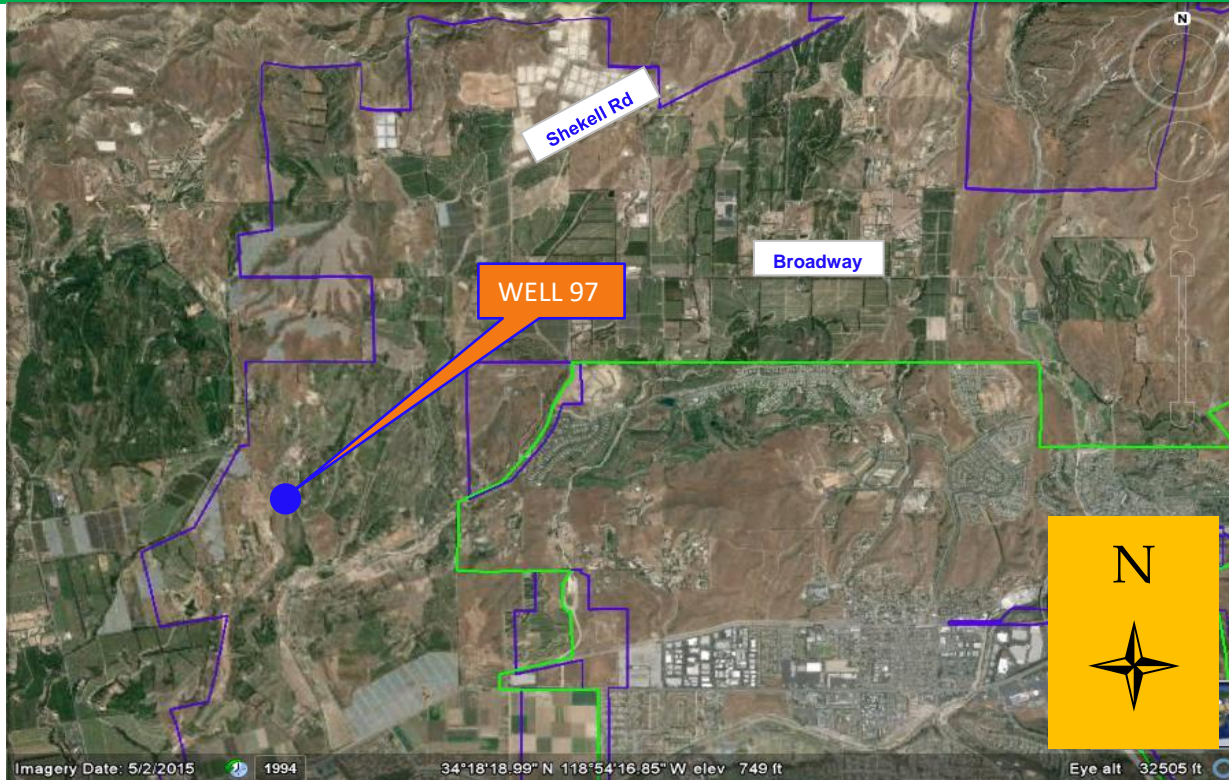 N
Shekell Rd
Broadway
WELL 97
N
Imagery Date: 5/2/2015
1994
34°18'18.99" N 118°54'16.85" W elev 749 ft
Eye alt 32505 ft